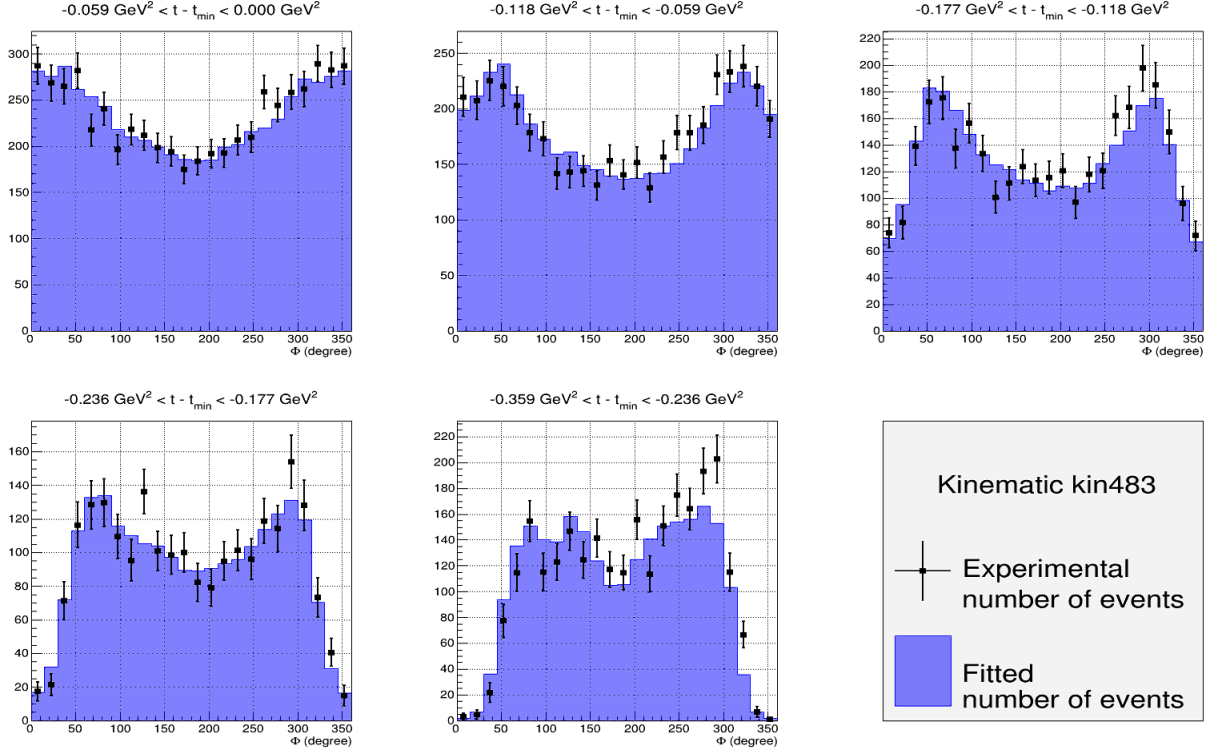 -0.059 GeV² < t - t_min < 0.000 GeV²
300
250
200
150
100
50
0
0 50 100 150 200 250 300 350
Φ (degree)
-0.118 GeV² < t - t_min < -0.059 GeV²
250
200
150
100
50
0
0 50 100 150 200 250 300 350
Φ (degree)
-0.177 GeV² < t - t_min < -0.118 GeV²
220
200
180
160
140
120
100
80
60
40
20
0
0 50 100 150 200 250 300 350
Φ (degree)
-0.236 GeV² < t - t_min < -0.177 GeV²
160
140
120
100
80
60
40
20
0
0 50 100 150 200 250 300 350
Φ (degree)
-0.359 GeV² < t - t_min < -0.236 GeV²
220
200
180
160
140
120
100
80
60
40
20
0
0 50 100 150 200 250 300 350
Φ (degree)
Kinematic kin483
Experimental
number of events
Fitted
number of events